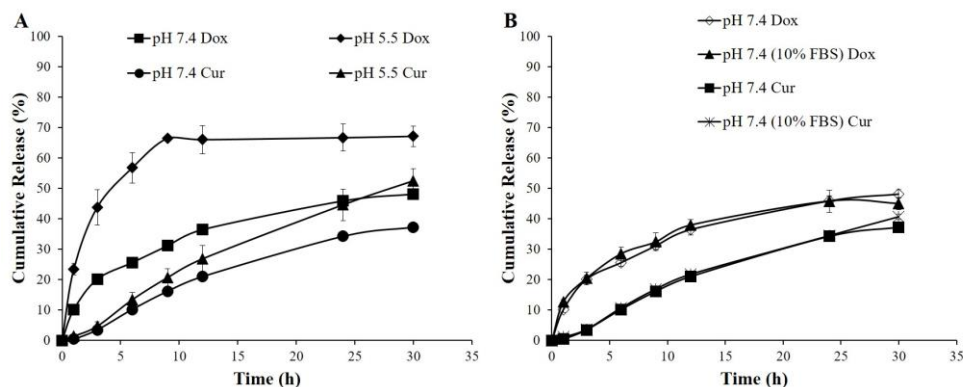 A
pH 7.4 Dox
pH 5.5 Dox
pH 7.4 Cur
pH 5.5 Cur
Cumulative Release (%)
100
90
80
70
60
50
40
30
20
10
0
0 5 10 15 20 25 30 35
Time (h)
B
pH 7.4 Dox
pH 7.4 (10% FBS) Dox
pH 7.4 Cur
pH 7.4 (10% FBS) Cur
Cumulative Release (%)
100
90
80
70
60
50
40
30
20
10
0
0 5 10 15 20 25 30 35
Time (h)